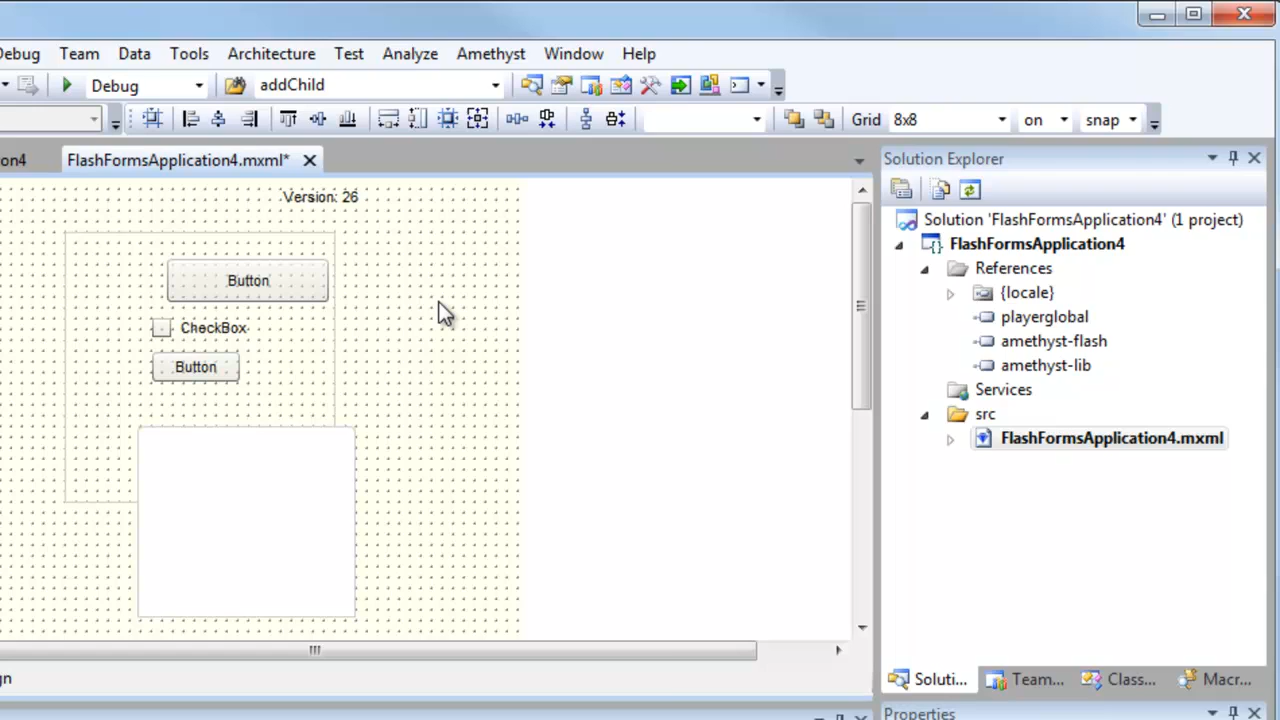 Debug Team Data Tools Architecture Test Analyze Amethyst Window Help
Debug addChild
Grid 8x8 on snap
on4 FlashFormsApplication4.mxml*
Solution Explorer
Version: 26
Solution 'FlashFormsApplication4' (1 project)
FlashFormsApplication4
References
Button
{locale}
playerglobal
CheckBox
amethyst-flash
Button
amethyst-lib
Services
src
FlashFormsApplication4.mxml
gn
Soluti... Team... Class... Macr...
Properties